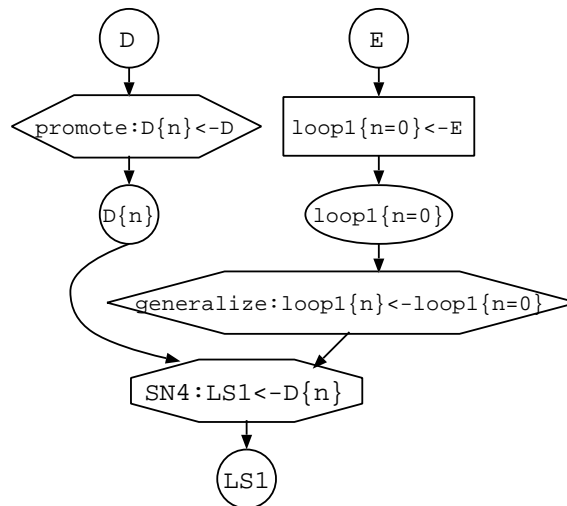 D
E
promote:D{n}<-D
loop1{n=0}<-E
D{n}
loop1{n=0}
generalize:loop1{n}<-loop1{n=0}
SN4:LS1<-D{n}
LS1